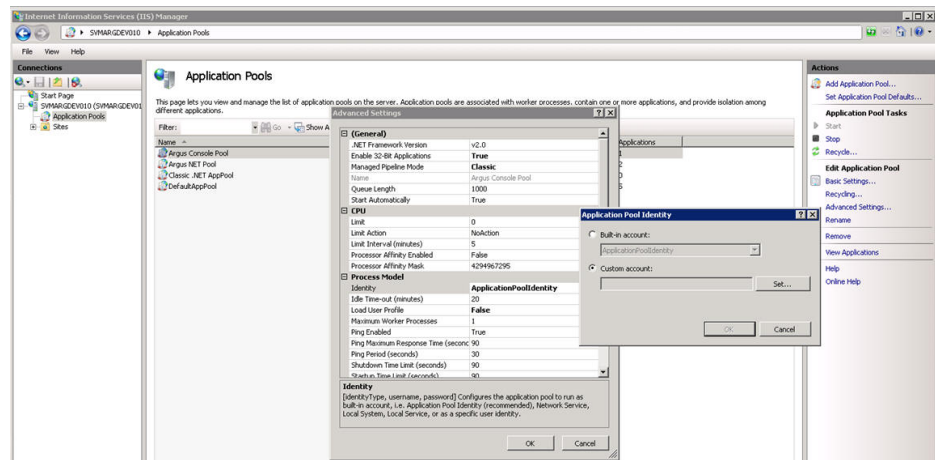 Internet Information Services (IIS) Manager
SVMARGDEV010 Application Pools
File View Help
Connections
Start Page
SVMARGDEV010 (SVMARGDEV01
Application Pools
Sites
Application Pools
This page lets you view and manage the list of application pools on the server. Application pools are associated with worker processes, contain one or more applications, and provide isolation among
different applications.
Filter: Go Show A
Name Applications
Argus Console Pool 1
Argus NET Pool 2
Classic .NET AppPool 0
DefaultAppPool
Advanced Settings
(General)
.NET Framework Version v2.0
Enable 32-Bit Applications True
Managed Pipeline Mode Classic
Name Argus Console Pool
Queue Length 1000
Start Automatically True
CPU
Limit 0
Limit Action NoAction
Limit Interval (minutes) 5
Processor Affinity Enabled False
Processor Affinity Mask 4294967295
Process Model
Identity ApplicationPoolIdentity
Idle Time-out (minutes) 20
Load User Profile False
Maximum Worker Processes 1
Ping Enabled True
Ping Maximum Response Time (second 90
Ping Period (seconds) 30
Shutdown Time Limit (seconds) 90
Startup Time Limit (seconds) 90
Identity
[identityType, username, password] Configures the application pool to run as
built-in account, i.e. Application Pool Identity (recommended), Network Service,
Local System, Local Service, or as a specific user identity.
OK Cancel
Application Pool Identity
Built-in account:
ApplicationPoolIdentity
Custom account:
Set...
OK Cancel
Actions
Add Application Pool...
Set Application Pool Defaults...
Application Pool Tasks
Start
Stop
Recycle...
Edit Application Pool
Basic Settings...
Recycling...
Advanced Settings...
Rename
Remove
View Applications
Help
Online Help